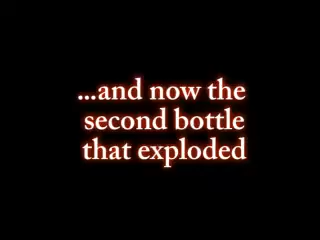 ...and now the
second bottle
that exploded